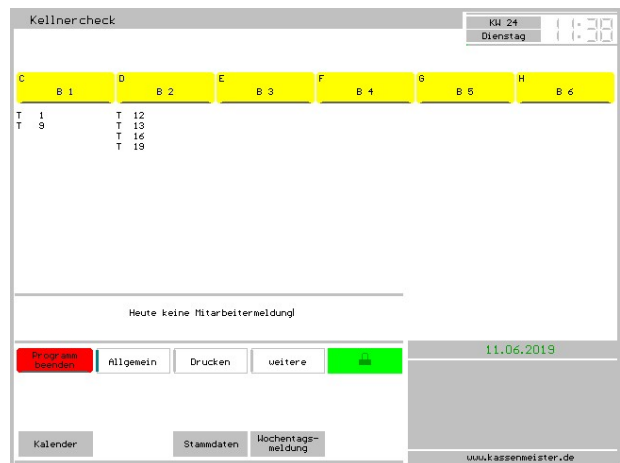 Kellnercheck
KW 24
Dienstag
11:38
C D E F G H
B 1 B 2 B 3 B 4 B 5 B 6
T 1 T 12
T 9 T 13
T 16
T 19
Heute keine Mitarbeitermeldung!
11.06.2019
Programm beenden
Allgemein
Drucken
weitere
Kalender
Stammdaten
Wochentags-
meldung
www.kassenmeister.de